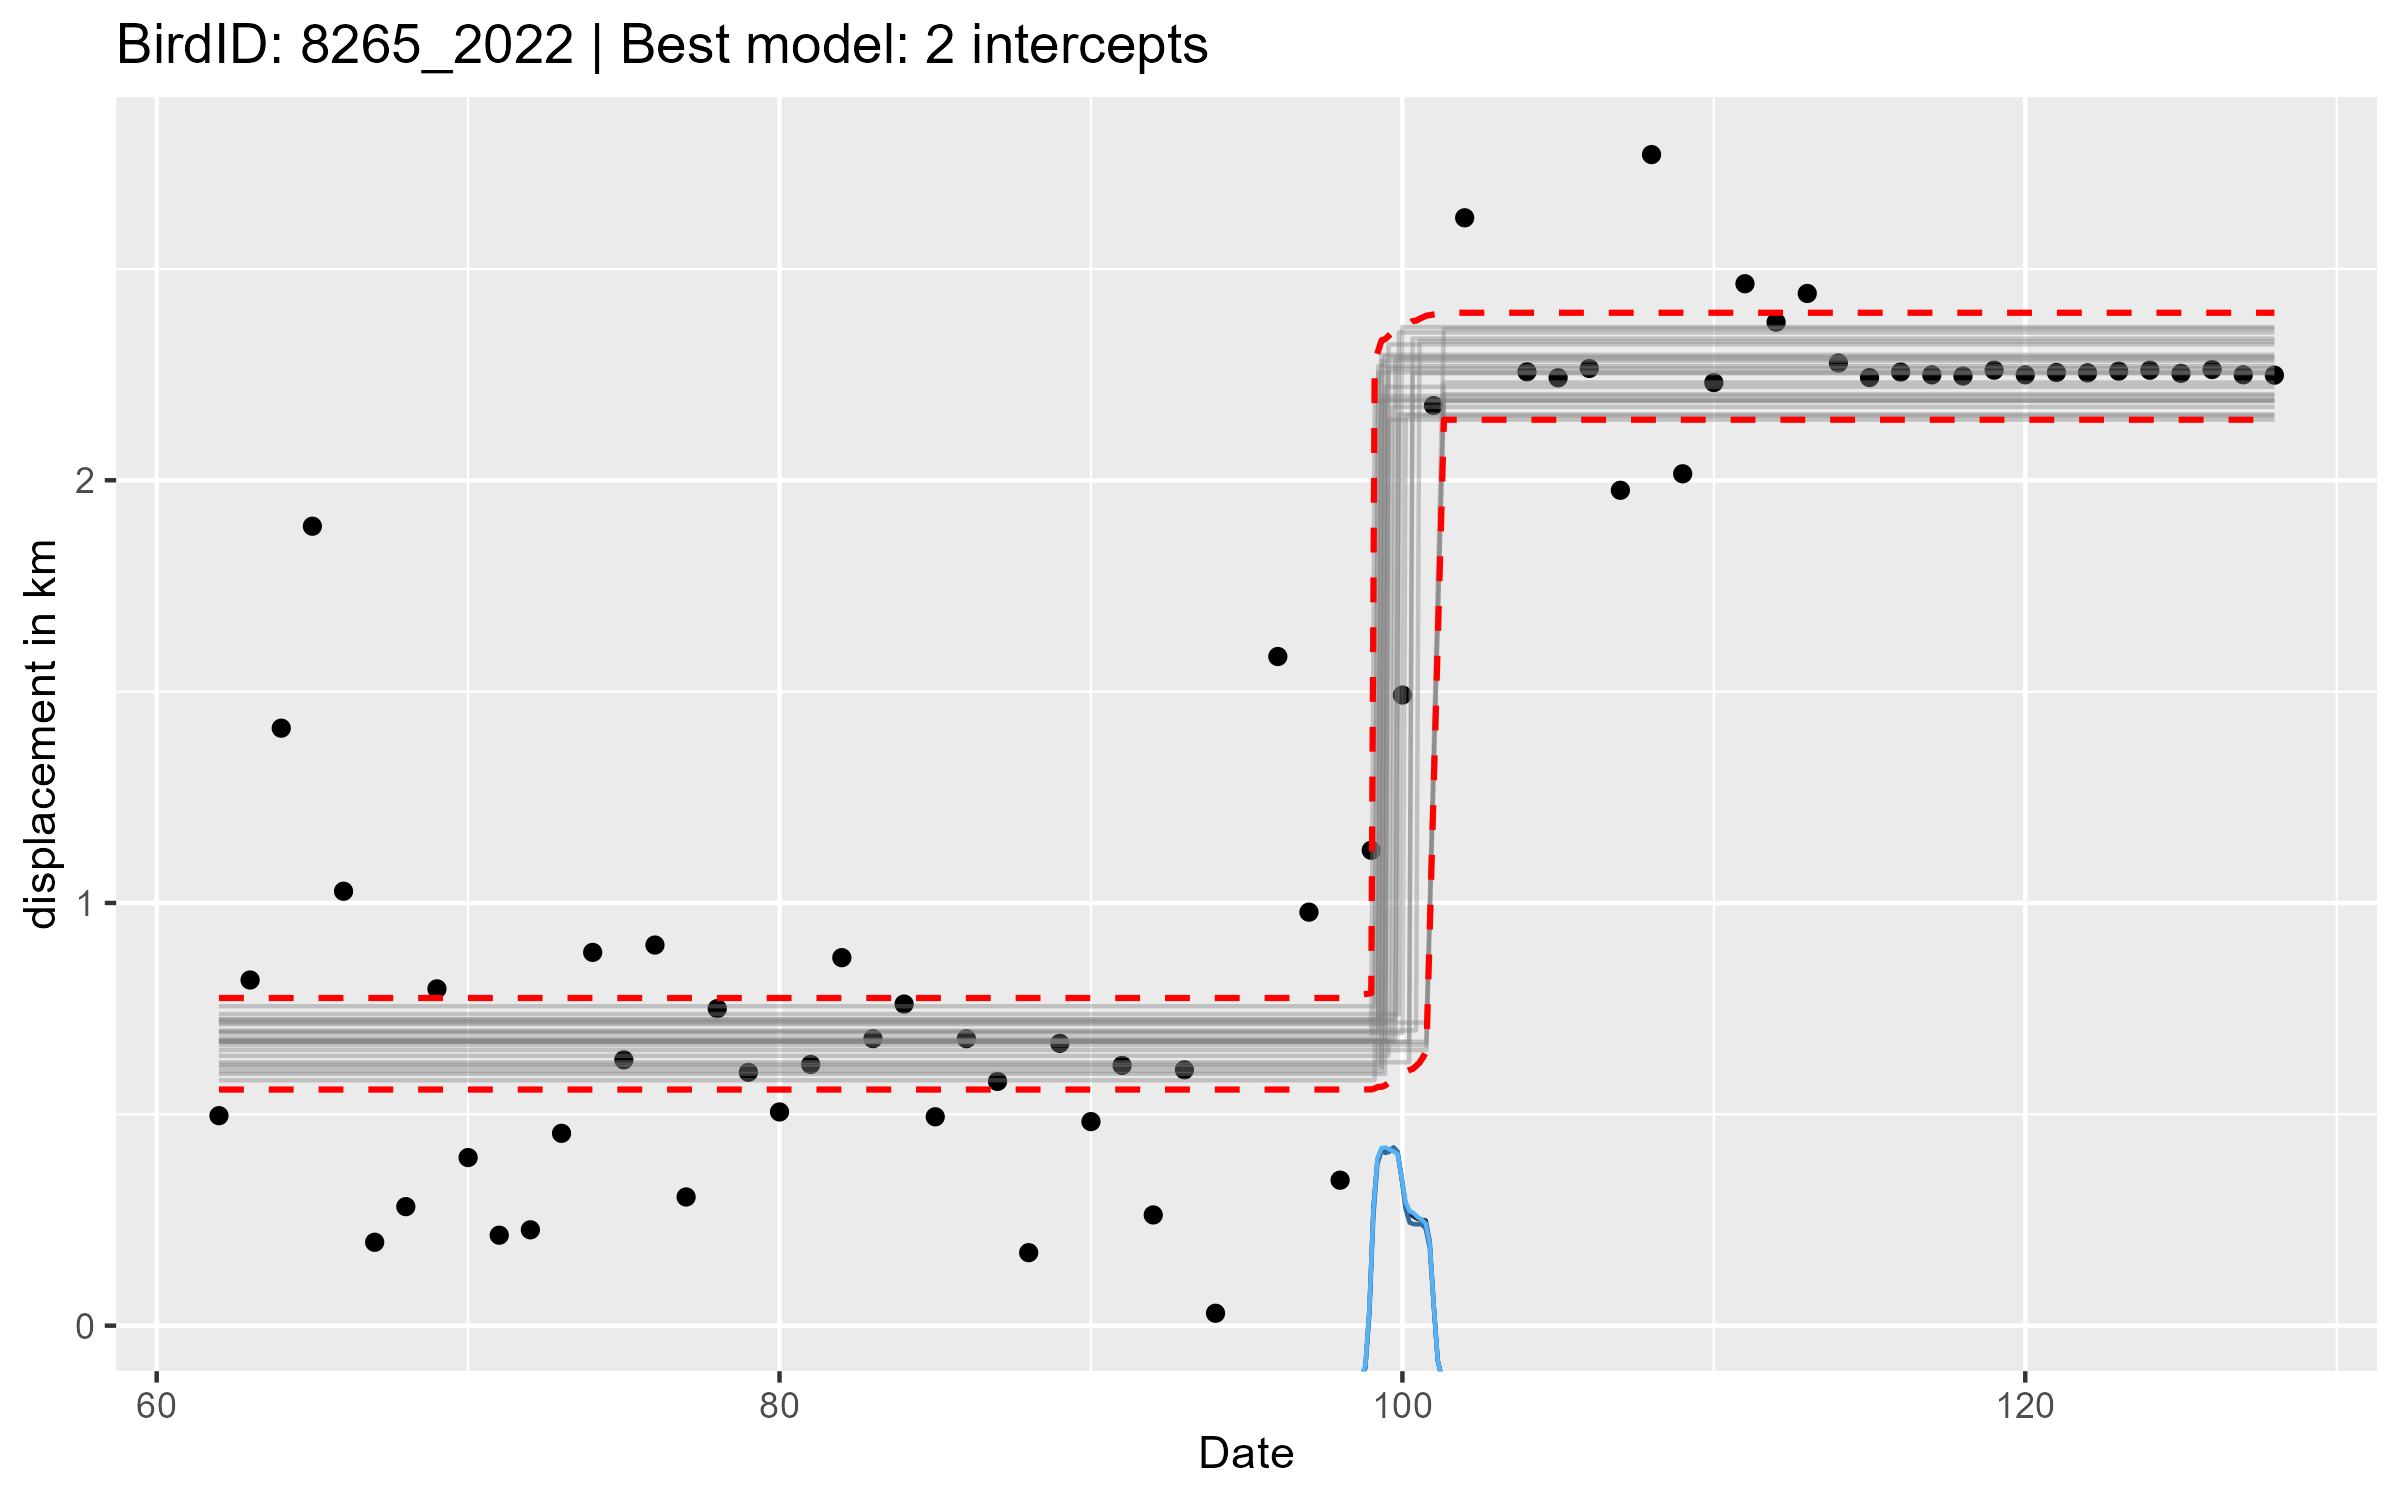 BirdID: 8265_2022 | Best model: 2 intercepts
displacement in km
2
1
0
60 80 100 120
Date